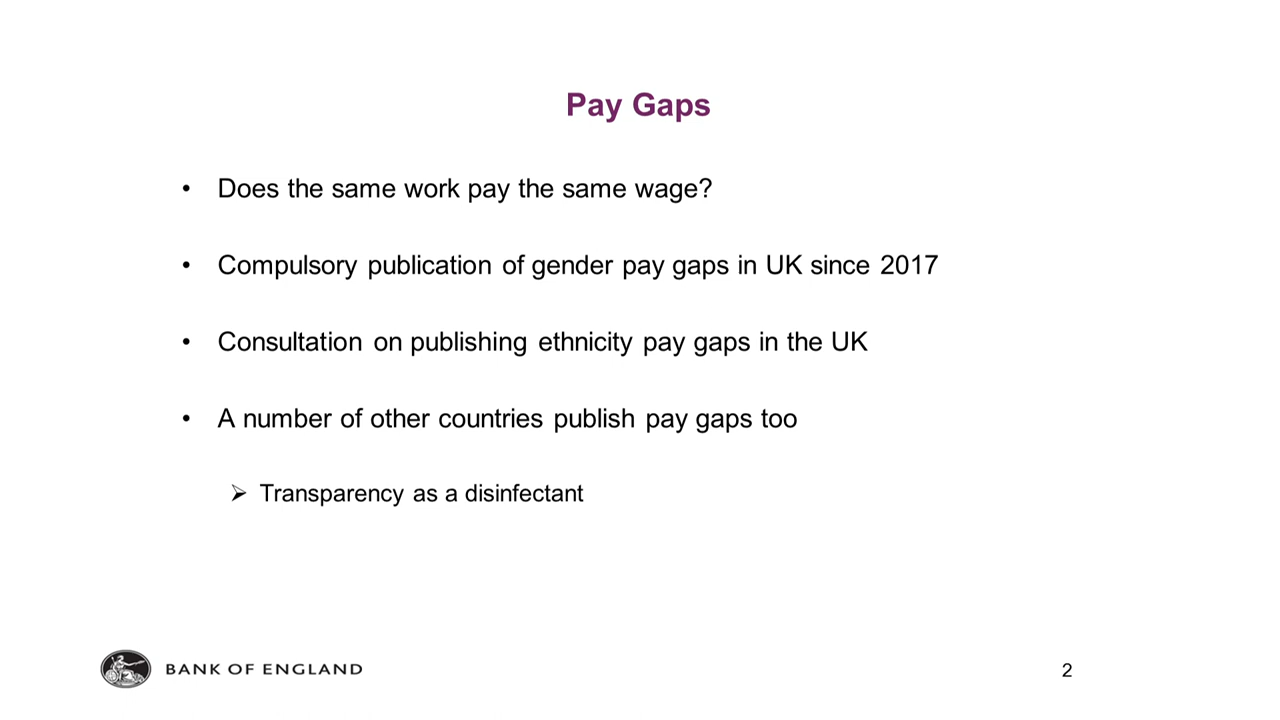 Pay Gaps
• Does the same work pay the same wage?
• Compulsory publication of gender pay gaps in UK since 2017
• Consultation on publishing ethnicity pay gaps in the UK
• A number of other countries publish pay gaps too
➢ Transparency as a disinfectant
BANK OF ENGLAND
2